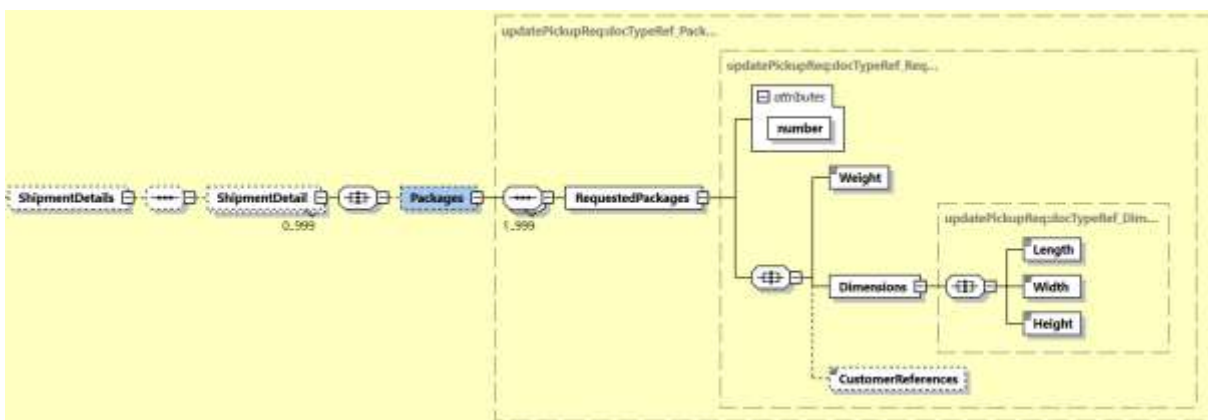 updatePickupReq:docTypeRef_Pack...
updatePickupReq:docTypeRef_Req...
attributes
number
Weight
ShipmentDetails
ShipmentDetail
Packages
RequestedPackages
0..999
1..999
updatePickupReq:docTypeRef_Dim...
Length
Dimensions
Width
Height
CustomerReferences